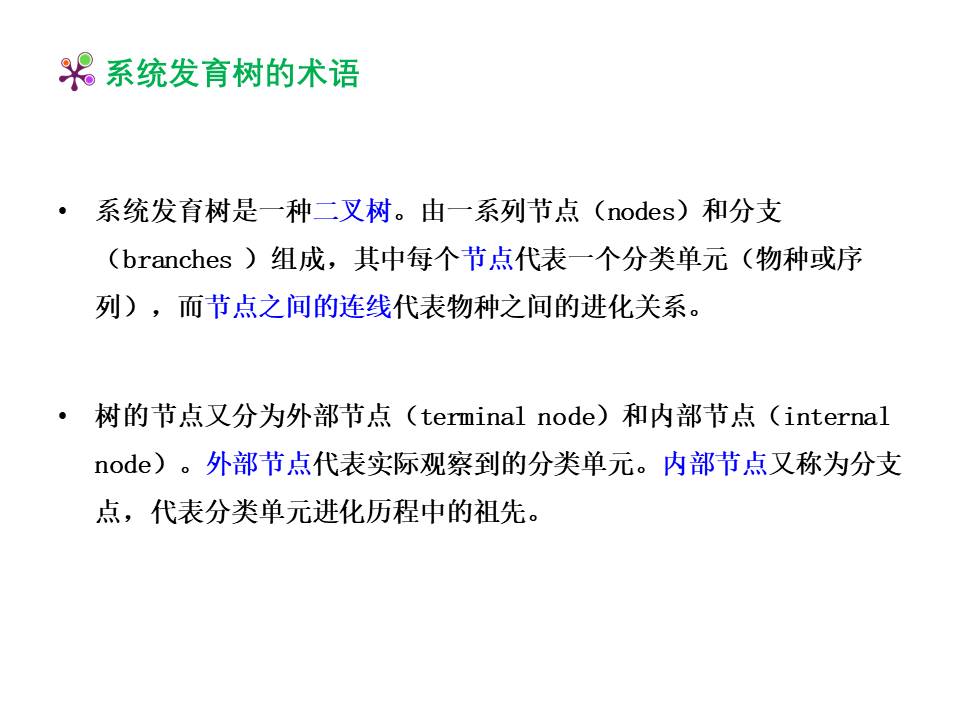 系统发育树的术语
• 系统发育树是一种二叉树。由一系列节点（nodes）和分支
（branches ）组成，其中每个节点代表一个分类单元（物种或序
列），而节点之间的连线代表物种之间的进化关系。
• 树的节点又分为外部节点（terminal node）和内部节点（internal
node）。外部节点代表实际观察到的分类单元。内部节点又称为分支
点，代表分类单元进化历程中的祖先。